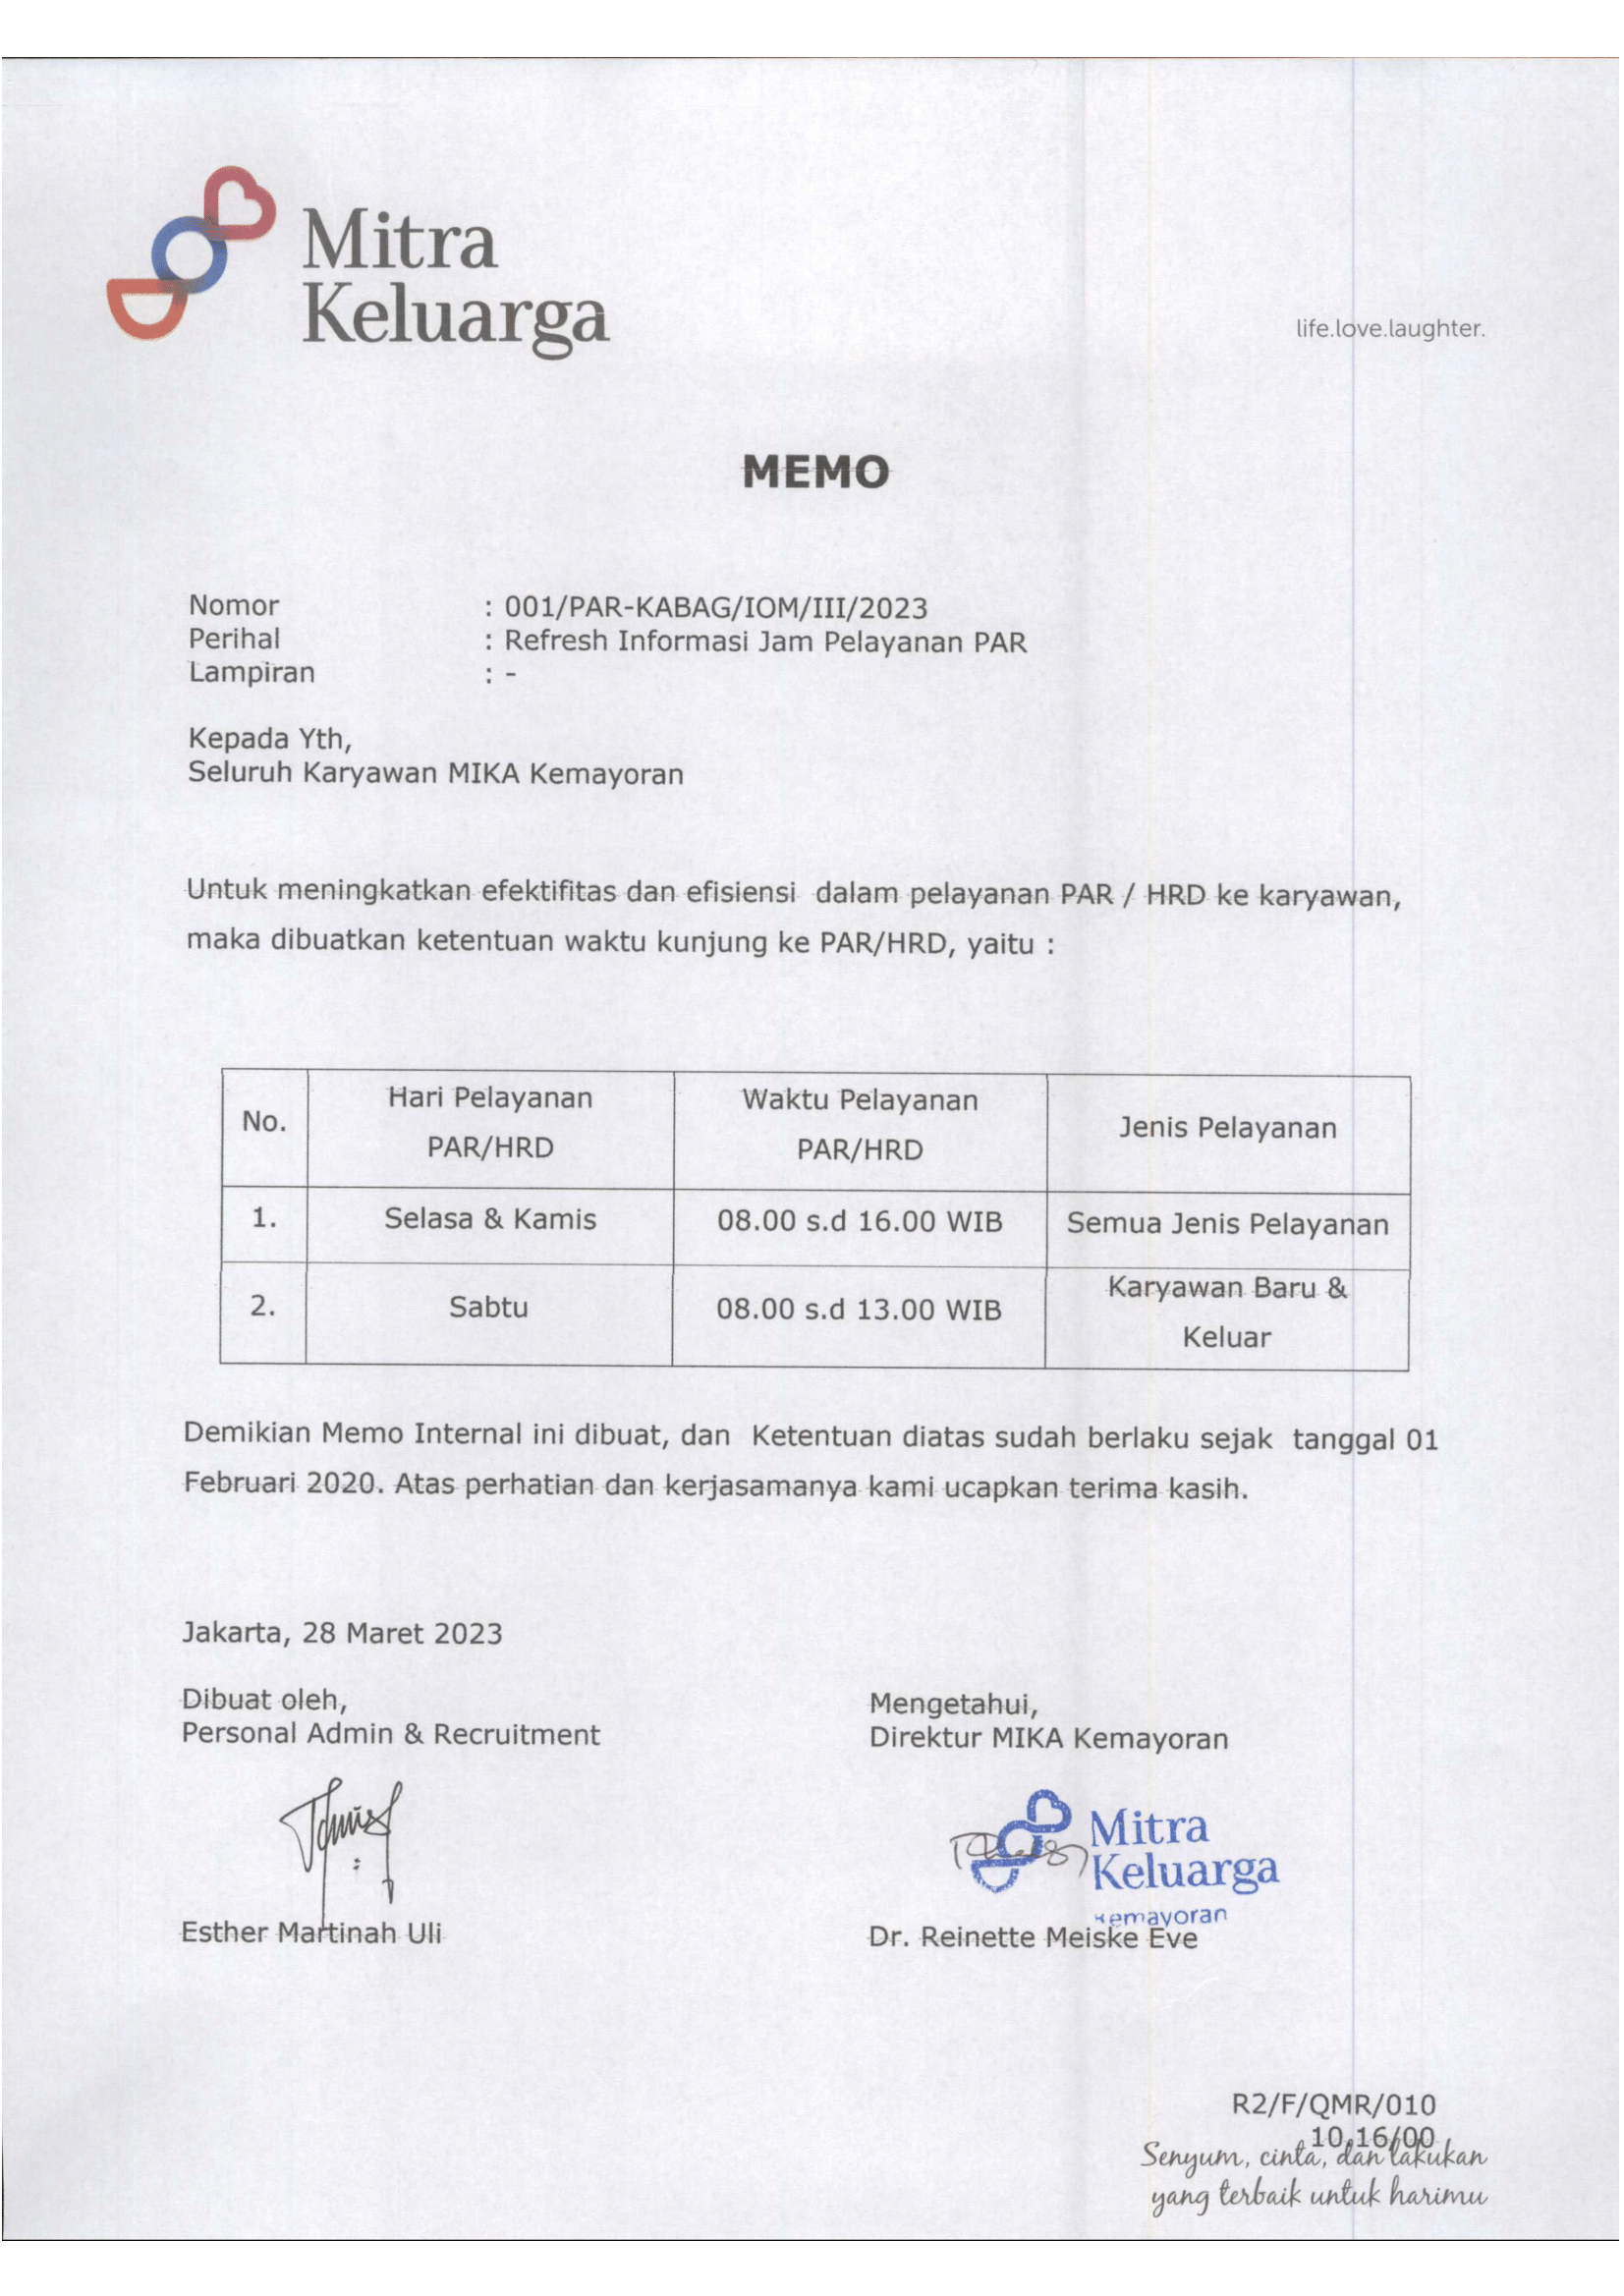 Mitra
Keluarga
life.love.laughter.
MEMO
Nomor : 001/PAR-KABAG/IOM/III/2023
Perihal : Refresh Informasi Jam Pelayanan PAR
Lampiran : -
Kepada Yth,
Seluruh Karyawan MIKA Kemayoran
Untuk meningkatkan efektifitas dan efisiensi dalam pelayanan PAR / HRD ke karyawan,
maka dibuatkan ketentuan waktu kunjung ke PAR/HRD, yaitu :
No. Hari Pelayanan PAR/HRD Waktu Pelayanan PAR/HRD Jenis Pelayanan
1. Selasa & Kamis 08.00 s.d 16.00 WIB Semua Jenis Pelayanan
2. Sabtu 08.00 s.d 13.00 WIB Karyawan Baru & Keluar
Demikian Memo Internal ini dibuat, dan Ketentuan diatas sudah berlaku sejak tanggal 01
Februari 2020. Atas perhatian dan kerjasamanya kami ucapkan terima kasih.
Jakarta, 28 Maret 2023
Dibuat oleh,
Personal Admin & Recruitment
Mengetahui,
Direktur MIKA Kemayoran
Mitra
Keluarga
Kemayoran
Esther Martinah Uli
Dr. Reinette Meiske Eve
R2/F/QMR/010
10.16/00
Senyum, cinta, dan lakukan
yang terbaik untuk harimu